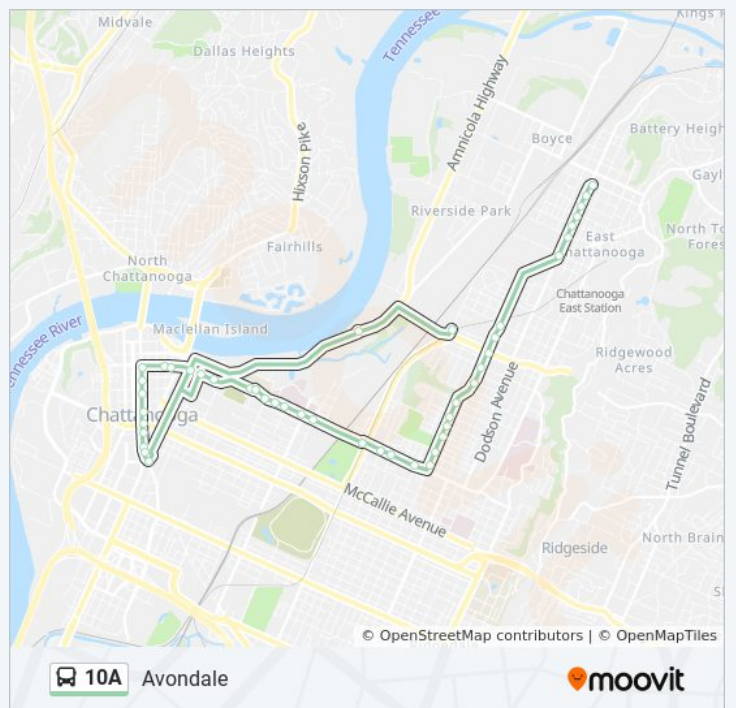 Midvale
Dallas Heights
Tennessee
Kings
Amnicola Highway
Hixson Pike
Boyce
Battery Heigh
Gayl
Riverside Park
North To
Fores
East
Chattanooga
Fairhills
North
Chattanooga
Chattanooga
East Station
Maclellan Island
nnessee River
Ridgewood
Acres
Chattanooga
Dodson Avenue
Tunnel Boulevard
McCallie Avenue
Ridgeside
North Brain
© OpenStreetMap contributors | © OpenMapTiles
10A Avondale
moovit